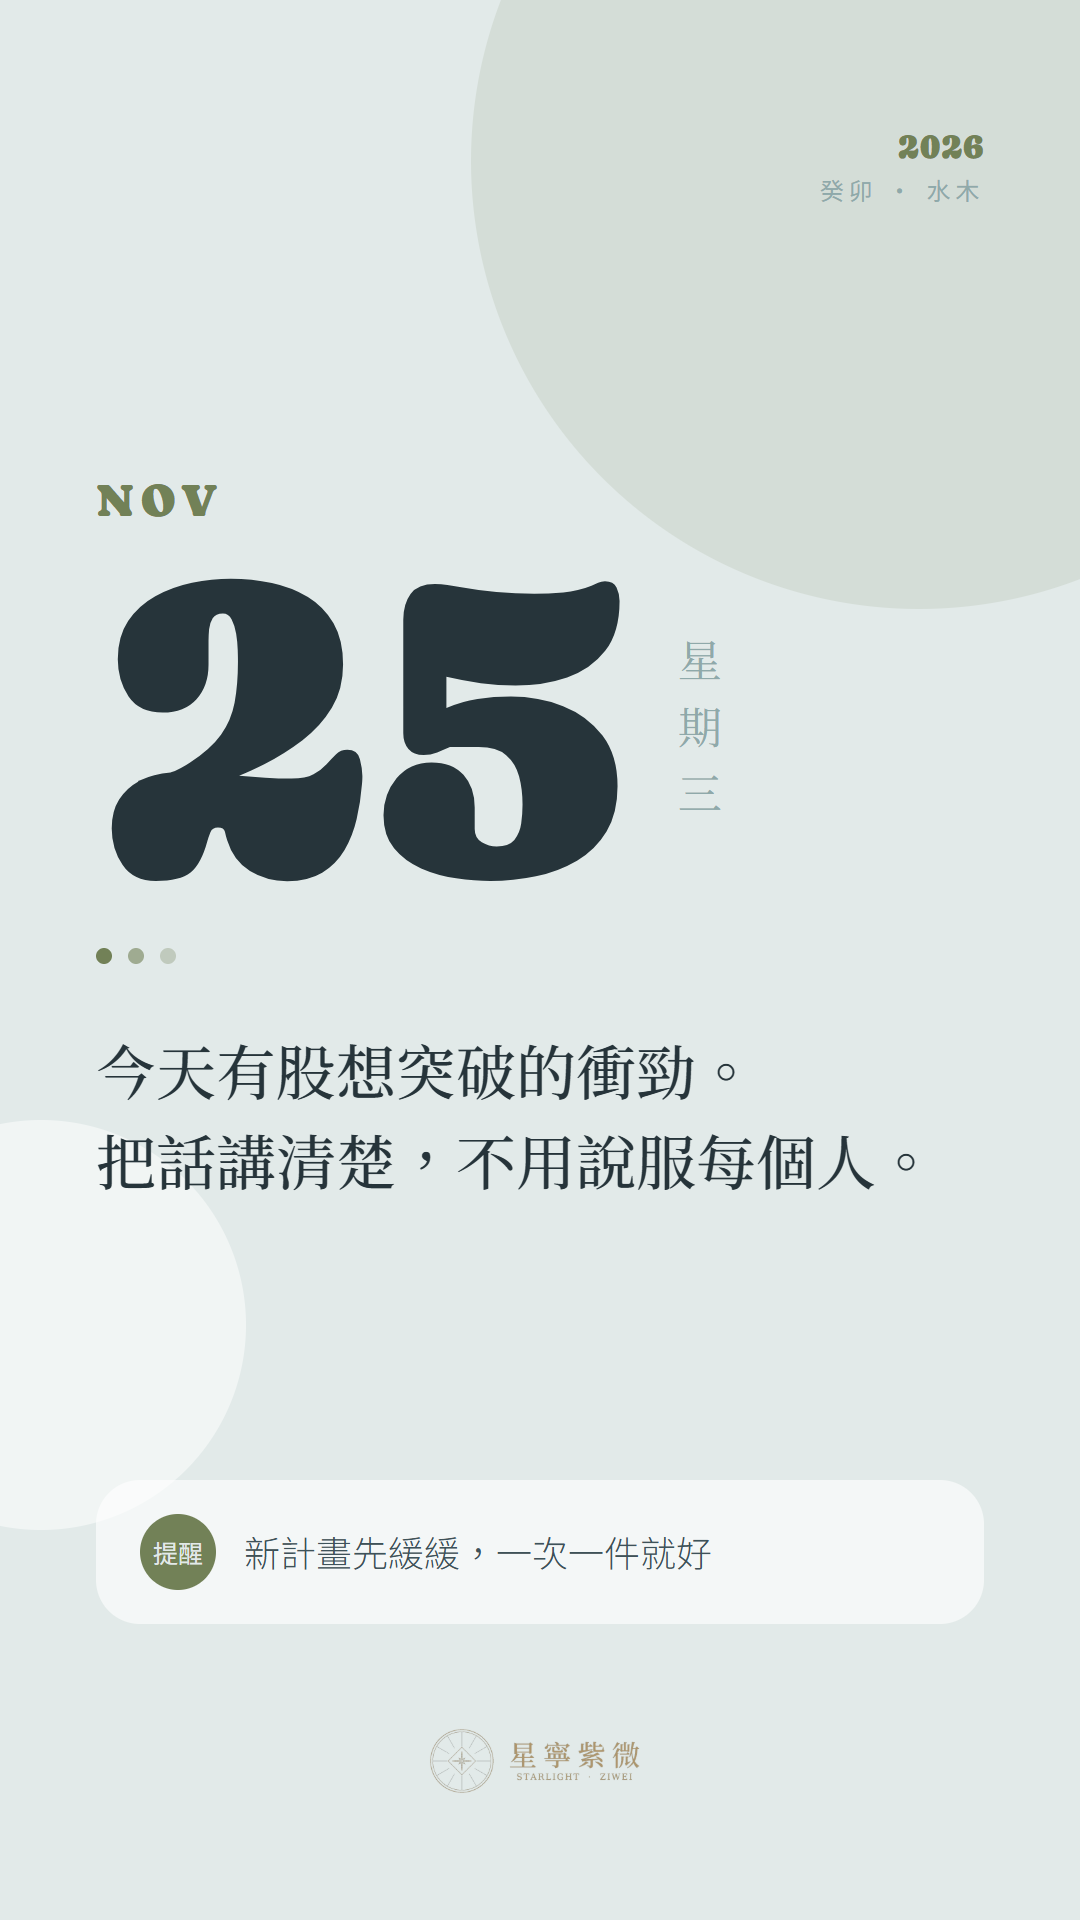 2026
癸卯 · 水木
NOV
25
星期三
今天有股想突破的衝勁。
把話講清楚，不用說服每個人。
提醒
新計畫先緩緩，一次一件就好
星寧紫微
STARLIGHT · ZIWEI